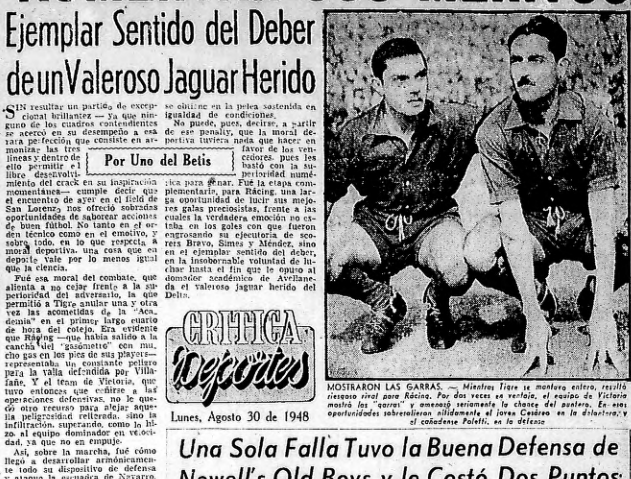 Ejemplar Sentido del Deber
de un Valeroso Jaguar Herido
SIN resultar un partido de excep-
cional brillantez — ya que nin-
guno de los cuadros contendientes
se acercó en su desempeño a esa
rara perfección que consiste en ar-
monizar las tres
líneas y dentro de
ello permitir el
libre desenvolvi-
miento del crack en su inspiración
momentánea— cumple decir que
el encuentro de ayer en el field de
San Lorenzo nos ofreció sobradas
oportunidades de saborear acciones
de buen fútbol. No tanto en el or-
den técnico como en el emotivo, y
sobre todo, en lo que respecta a
moral deportiva, una cosa que en
deporte vale por lo menos igual
que la ciencia.
Fué esa moral del combate, que
alienta a no cejar frente a la su-
perioridad del adversario, la que
permitió a Tigre anular una y otra
vez las acometidas de la "Aca-
demia" en el primer largo cuarto
de hora del cotejo. Era evidente
que Rácing —que había salido a la
cancha del "gasómetro" con mu-
cho gas en los pies de sus players—
representaba un constante peligro
para la valla defendida por Villa-
fañe. Y el team de Victoria, que
tuvo entonces que ceñirse a las
operaciones defensivas, no le que-
dó otro recurso para alejar aque-
lla peligrosidad reiterada, sino la
infiltración, superando, como lo hi-
zo al equipo dominador en veloci-
dad, ya que no en empuje.
Así, sobre la marcha, fué cómo
llegó a desarrollar armónicamen-
te todo su dispositivo de defensa
y ataque la escuadra de Navarro,
Por Uno del Betis
se obtiene en la pelea sostenida en
igualdad de condiciones.
No puede, pues, decirse, a partir
de ese penalty, que la moral de-
portiva tuviera nada que hacer en
favor de los ven-
cedores, pues les
bastó con la su-
perioridad numé-
rica para ganar. Fué la etapa com-
plementaria, para Rácing, una lar-
ga oportunidad de lucir sus mejo-
res galas preciosistas, frente a las
cuales la verdadera emoción no es-
taba en los goles con que fueron
engrosando su ejecutoria de sco-
rers Bravo, Simes y Méndez, sino
en el ejemplar sentido del deber,
en la insobornable voluntad de lu-
char hasta el fin que le opuso al
domador académico de Avellane-
da el valeroso jaguar herido del
Delta.
CRITICA
Deportes
Lunes, Agosto 30 de 1948
MOSTRARON LAS GARRAS. — Mientras Tigre se mantuvo entero, resultó
riesgoso rival para Rácing. Por dos veces en ventaja, el equipo de Victoria
mostró las "garras" y amenazó seriamente la chance del puntero. En esas
oportunidades sobresalieron nítidamente el joven Cesáreo en la delantera, y
el cañadense Paletti, en la defensa
Una Sola Falla Tuvo la Buena Defensa de
Newell's Old Boys y le Costó Dos Puntos: